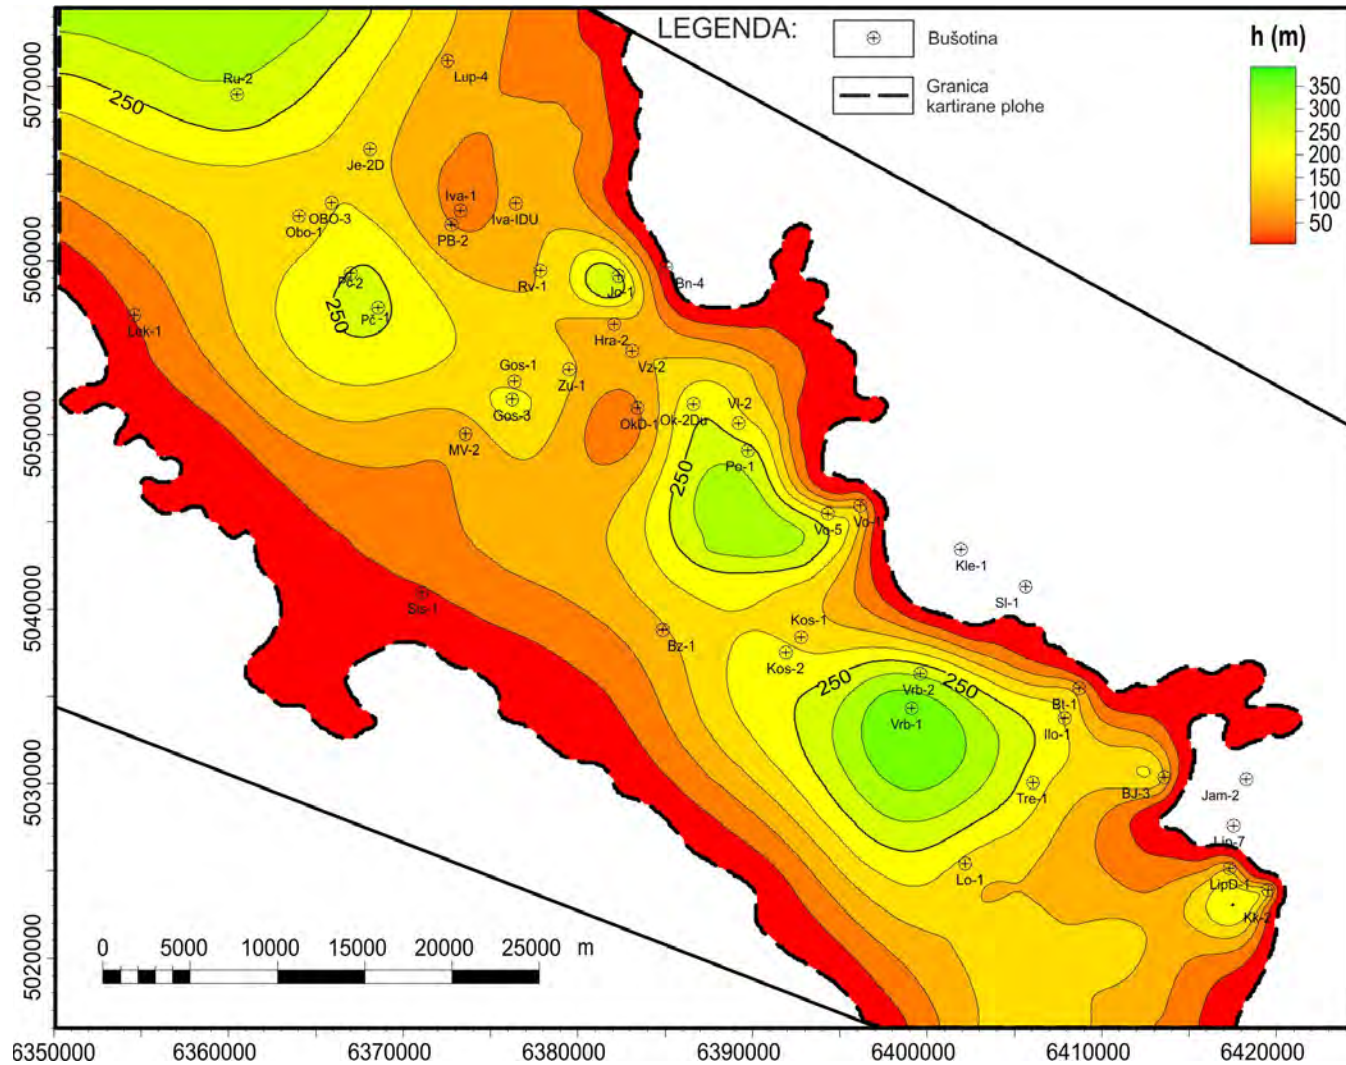 LEGENDA:
Bušotina
Granica
kartirane plohe
h (m)
350
300
250
200
150
100
50
5070000
5060000
5050000
5040000
5030000
5020000
Ru-2
250
Lup-4
Je-2D
Iva-1
Iva-IDU
OBO-3
Obo-1
PB-2
Pč-2
Rv-1
Jo-1
Bn-4
250
Pč-1
Lek-1
Hra-2
Vz-2
Gos-1
Zu-1
Gos-3
OkD-1
Ok-2Du
Vl-2
MV-2
Po-1
250
Vo-5
Vo-1
Kle-1
Sl-1
Sis-1
Kos-1
Bz-1
Kos-2
250
Vrb-2
250
Vrb-1
Bt-1
Ilo-1
Tre-1
BJ-3
Jam-2
Lip-7
Lo-1
LipD-1
Kk-2
0 5000 10000 15000 20000 25000 m
6350000 6360000 6370000 6380000 6390000 6400000 6410000 6420000